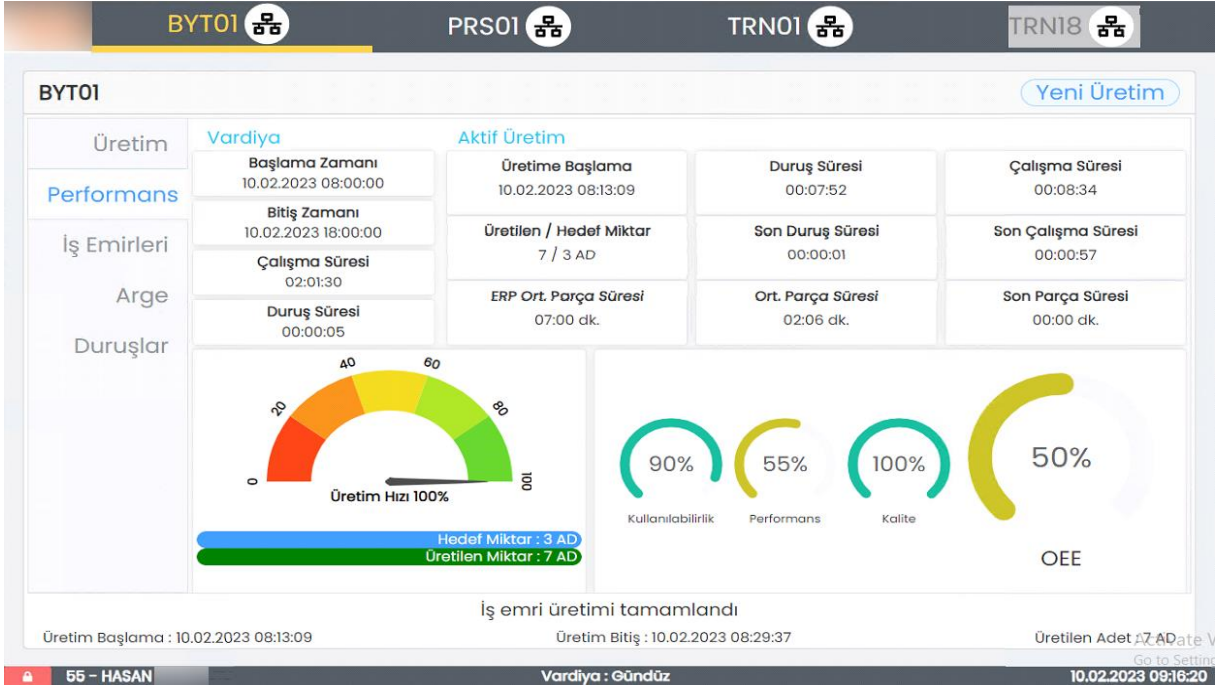 BYT01
PRS01
TRN01
TRN18
BYT01
Yeni Üretim
Üretim
Performans
İş Emirleri
Arge
Duruşlar
Vardiya
Başlama Zamanı
10.02.2023 08:00:00
Bitiş Zamanı
10.02.2023 18:00:00
Çalışma Süresi
02:01:30
Duruş Süresi
00:00:05
Aktif Üretim
Üretime Başlama
10.02.2023 08:13:09
Duruş Süresi
00:07:52
Çalışma Süresi
00:08:34
Üretilen / Hedef Miktar
7 / 3 AD
Son Duruş Süresi
00:00:01
Son Çalışma Süresi
00:00:57
ERP Ort. Parça Süresi
07:00 dk.
Ort. Parça Süresi
02:06 dk.
Son Parça Süresi
00:00 dk.
0
20
40
60
80
100
Üretim Hızı 100%
Hedef Miktar : 3 AD
Üretilen Miktar : 7 AD
90%
Kullanılabilirlik
55%
Performans
100%
Kalite
50%
OEE
İş emri üretimi tamamlandı
Üretim Başlama : 10.02.2023 08:13:09
Üretim Bitiş : 10.02.2023 08:29:37
Üretilen Adet : 7 AD
Activate
Go to Setting
55 - HASAN
Vardiya : Gündüz
10.02.2023 09:16:20